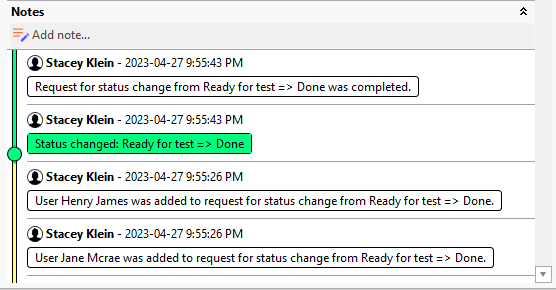 Notes
Add note...
Stacey Klein - 2023-04-27 9:55:43 PM
Request for status change from Ready for test => Done was completed.
Stacey Klein - 2023-04-27 9:55:43 PM
Status changed: Ready for test => Done
Stacey Klein - 2023-04-27 9:55:26 PM
User Henry James was added to request for status change from Ready for test => Done.
Stacey Klein - 2023-04-27 9:55:26 PM
User Jane Mcrae was added to request for status change from Ready for test => Done.